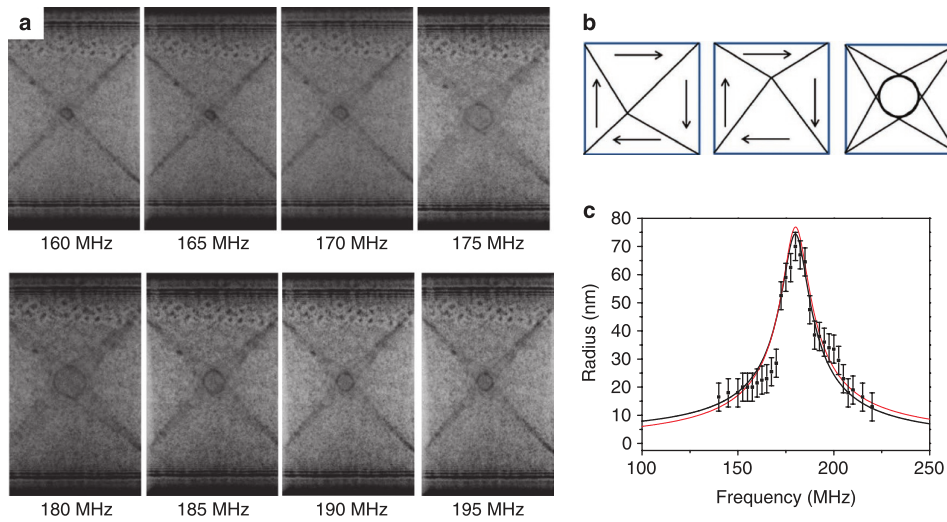 a
160 MHz
165 MHz
170 MHz
175 MHz
180 MHz
185 MHz
190 MHz
195 MHz
b
c
80
70
60
50
40
30
20
10
0
Radius (nm)
100
150
200
250
Frequency (MHz)